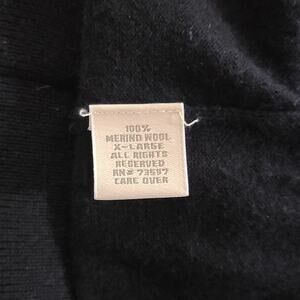 100%
MERINO WOOL
X-LARGE
ALL RIGHTS
RESERVED
RN# 73597
CARE OVER